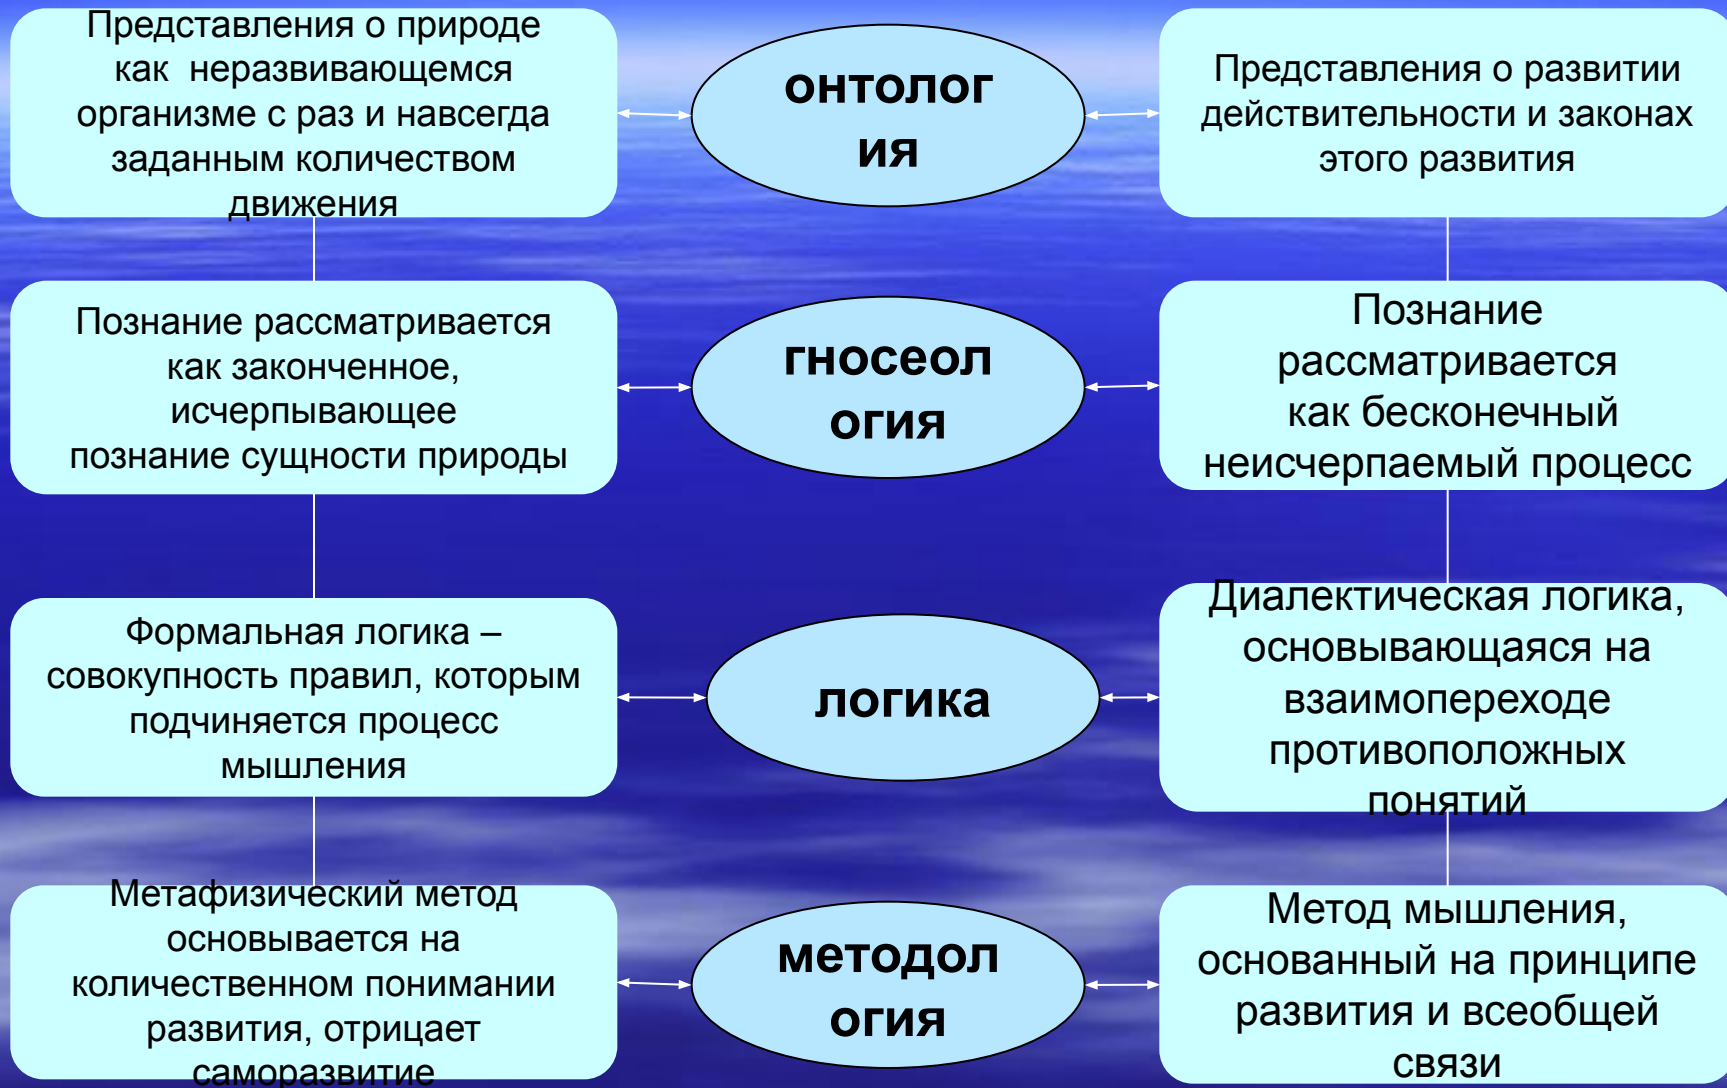 Представления о природе
как неразвивающемся
организме с раз и навсегда
заданным количеством
движения
онтолог
ия
Представления о развитии
действительности и законах
этого развития
Познание рассматривается
как законченное,
исчерпывающее
познание сущности природы
гносеол
огия
Познание
рассматривается
как бесконечный
неисчерпаемый процесс
Формальная логика –
совокупность правил, которым
подчиняется процесс
мышления
логика
Диалектическая логика,
основывающаяся на
взаимопереходе
противоположных
понятий
Метафизический метод
основывается на
количественном понимании
развития, отрицает
саморазвитие
методол
огия
Метод мышления,
основанный на принципе
развития и всеобщей
связи